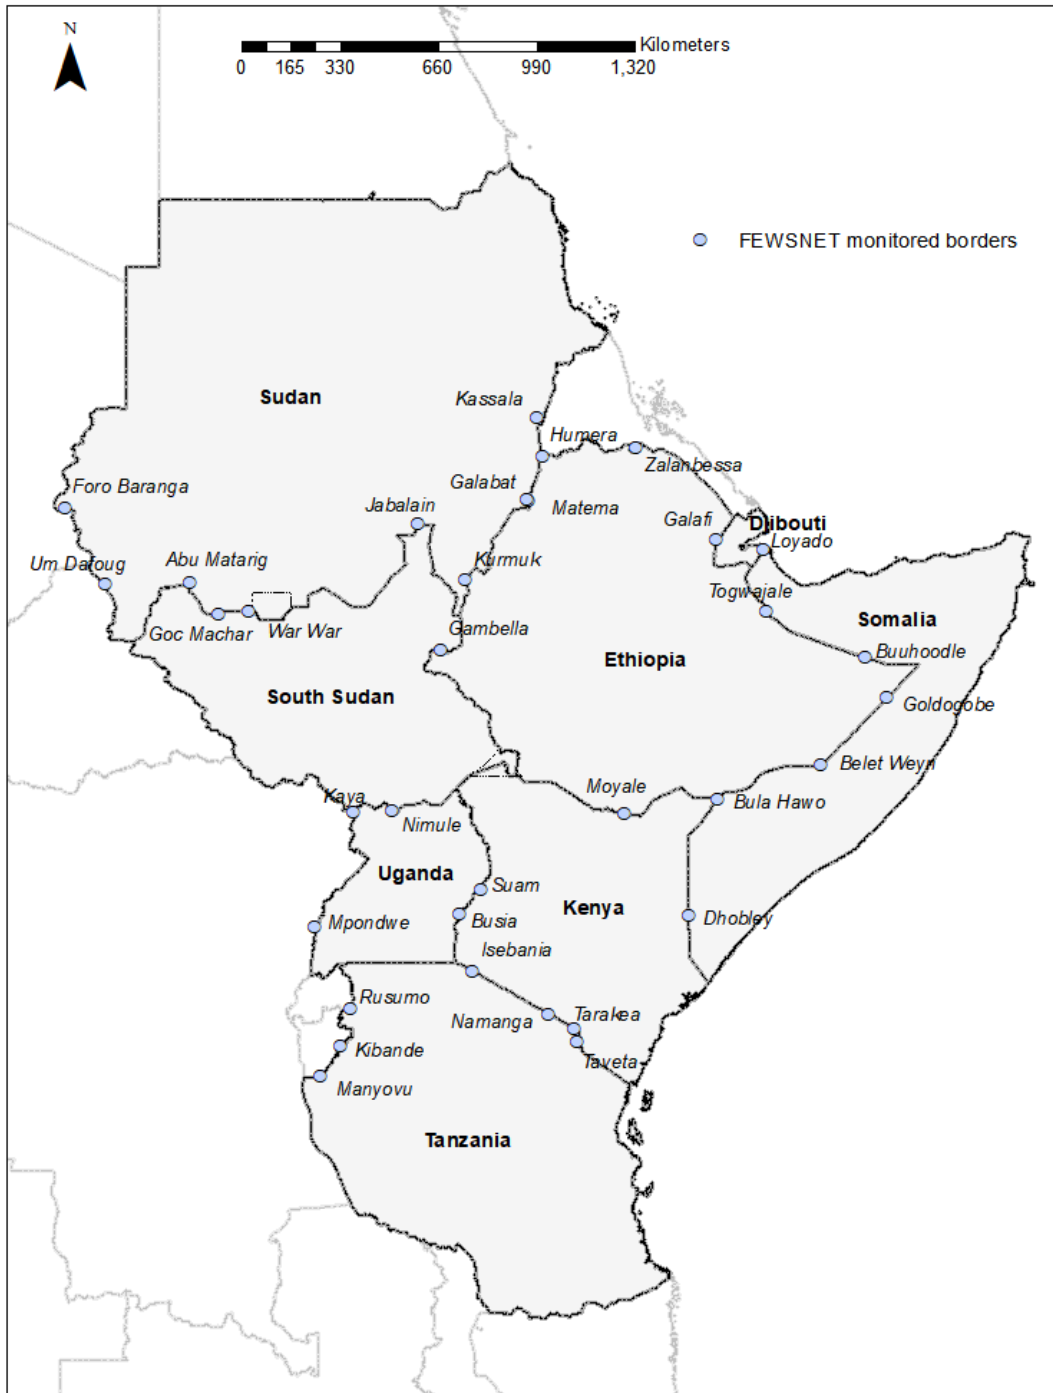 N
Kilometers
0 165 330 660 990 1,320
FEWSNET monitored borders
Sudan
Kassala
Humera
Zalanbessa
Foro Baranga
Galabat
Matema
Jabalain
Galafi
Djibouti
Loyado
Um Dafoug
Abu Matarig
Kurmuk
Togwajale
Goc Machar
War War
Gambella
Somalia
Ethiopia
Buuhoodle
South Sudan
Goldogobe
Belet Weyn
Moyale
Kaya
Nimule
Bula Hawo
Uganda
Suam
Kenya
Mpondwe
Busia
Dhobley
Isebania
Rusumo
Namanga
Tarakea
Kibande
Taveta
Manyovu
Tanzania